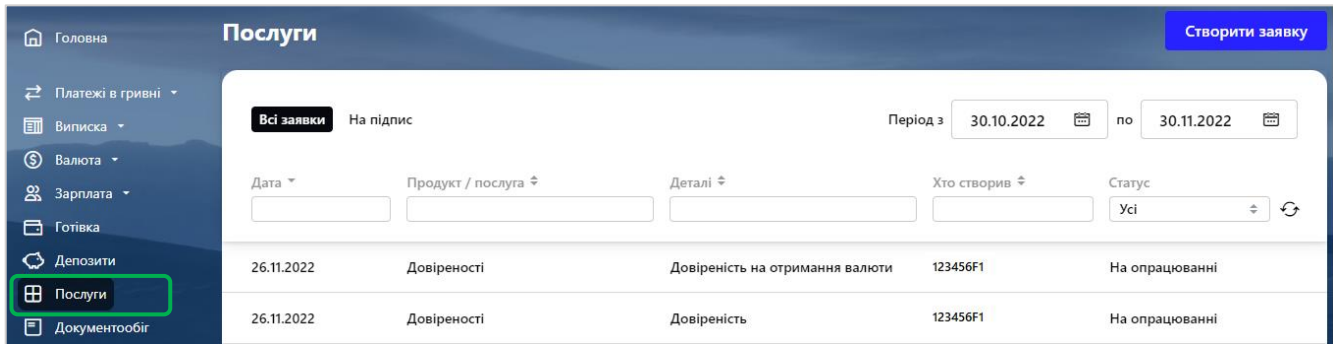 Головна
Послуги
Створити заявку
Платежі в гривні
Виписка
Валюта
Зарплата
Готівка
Депозити
Послуги
Документообіг
Всі заявки На підпис Період з 30.10.2022 по 30.11.2022
Дата Продукт / послуга Деталі Хто створив Статус
Усі
26.11.2022 Довіреності Довіреність на отримання валюти 123456F1 На опрацюванні
26.11.2022 Довіреності Довіреність 123456F1 На опрацюванні